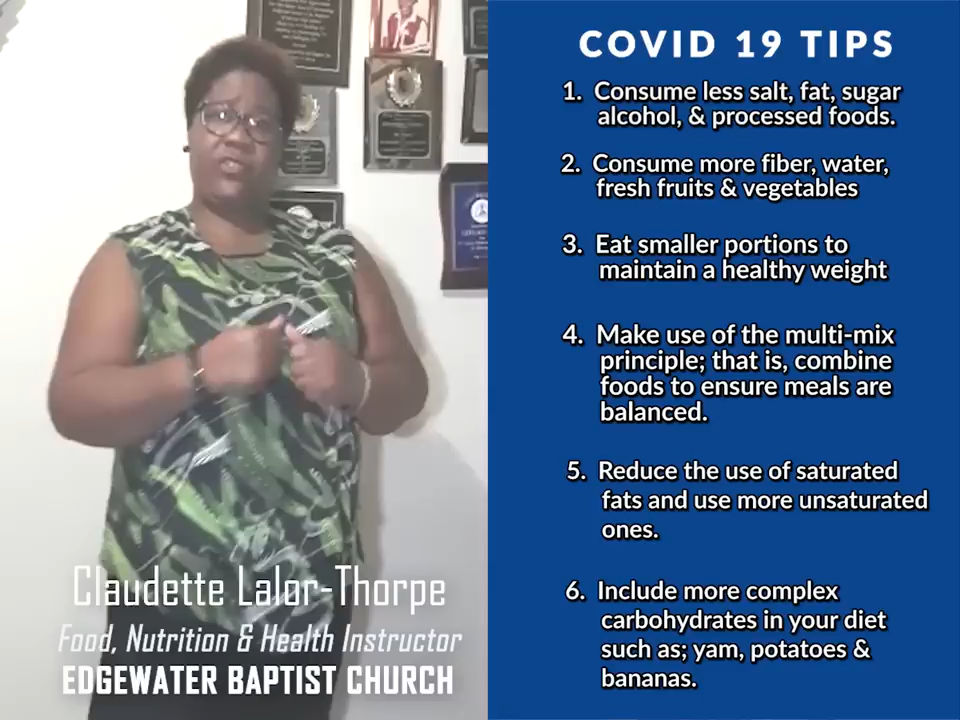 COVID 19 TIPS
1. Consume less salt, fat, sugar
alcohol, & processed foods.
2. Consume more fiber, water,
fresh fruits & vegetables
3. Eat smaller portions to
maintain a healthy weight
4. Make use of the multi-mix
principle; that is, combine
foods to ensure meals are
balanced.
5. Reduce the use of saturated
fats and use more unsaturated
ones.
6. Include more complex
carbohydrates in your diet
such as; yam, potatoes &
bananas.
Claudette Lalor-Thorpe
Food, Nutrition & Health Instructor
EDGEWATER BAPTIST CHURCH